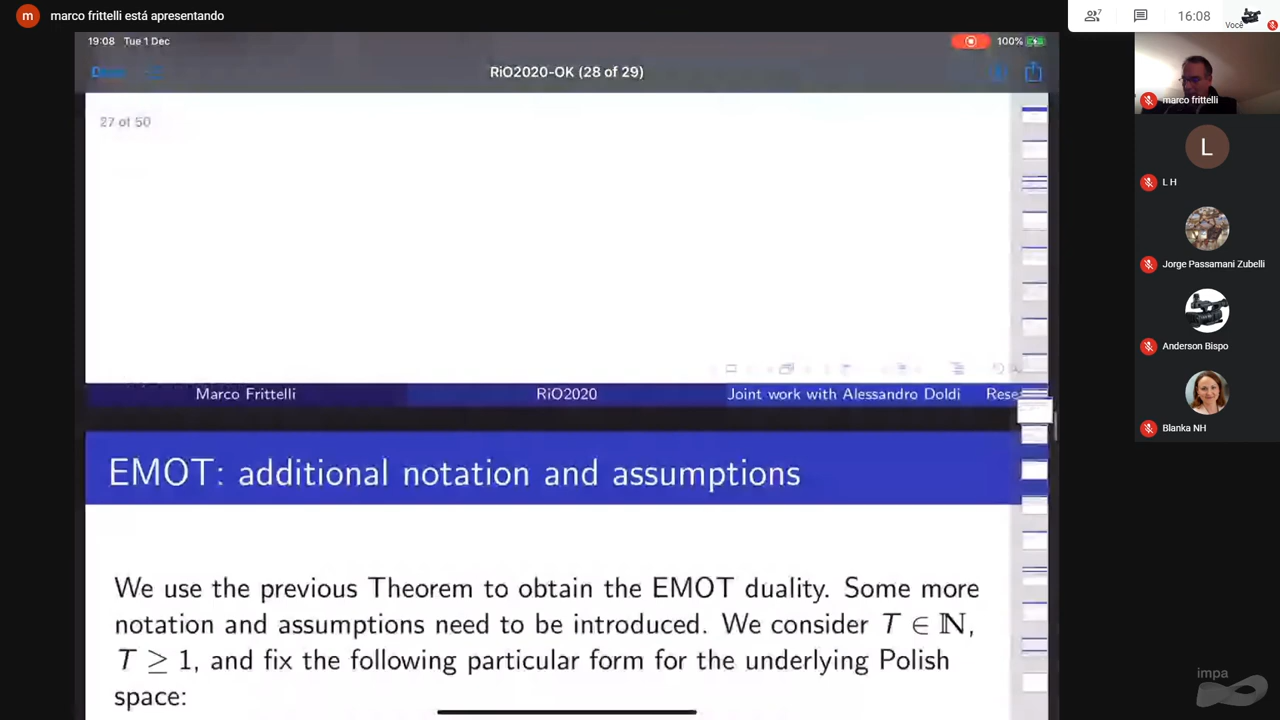 m
marco frittelli está apresentando
7
16:08
Você
19:08 Tue 1 Dec
100%
RiO2020-OK (28 of 29)
27 of 50
Marco Frittelli
RiO2020
Joint work with Alessandro Doldi
Rese
EMOT: additional notation and assumptions
We use the previous Theorem to obtain the EMOT duality. Some more
notation and assumptions need to be introduced. We consider T ∈ ℕ,
T ≥ 1, and fix the following particular form for the underlying Polish
space:
marco frittelli
L
L H
Jorge Passamani Zubelli
Anderson Bispo
Blanka NH
impa